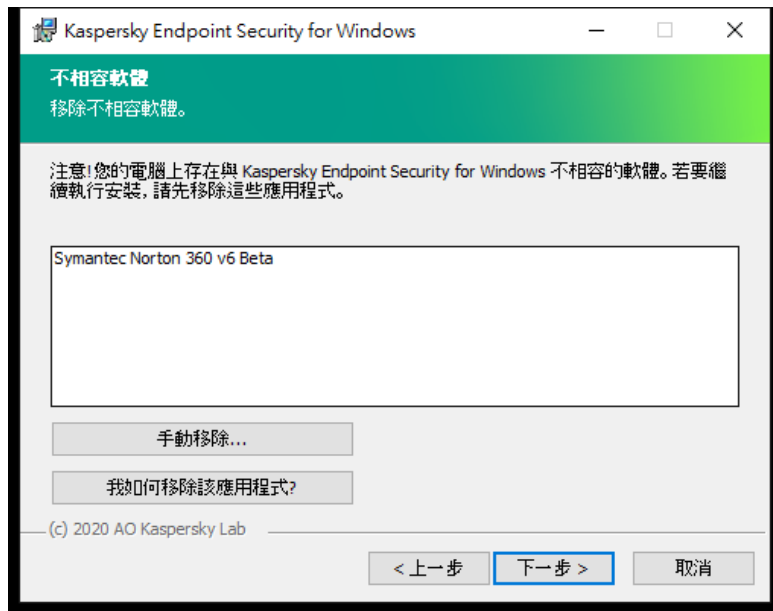 Kaspersky Endpoint Security for Windows
不相容軟體
移除不相容軟體。
注意!您的電腦上存在與 Kaspersky Endpoint Security for Windows 不相容的軟體。若要繼
續執行安裝, 請先移除這些應用程式。
Symantec Norton 360 v6 Beta
手動移除...
我如何移除該應用程式?
(c) 2020 AO Kaspersky Lab
< 上一步
下一步 >
取消